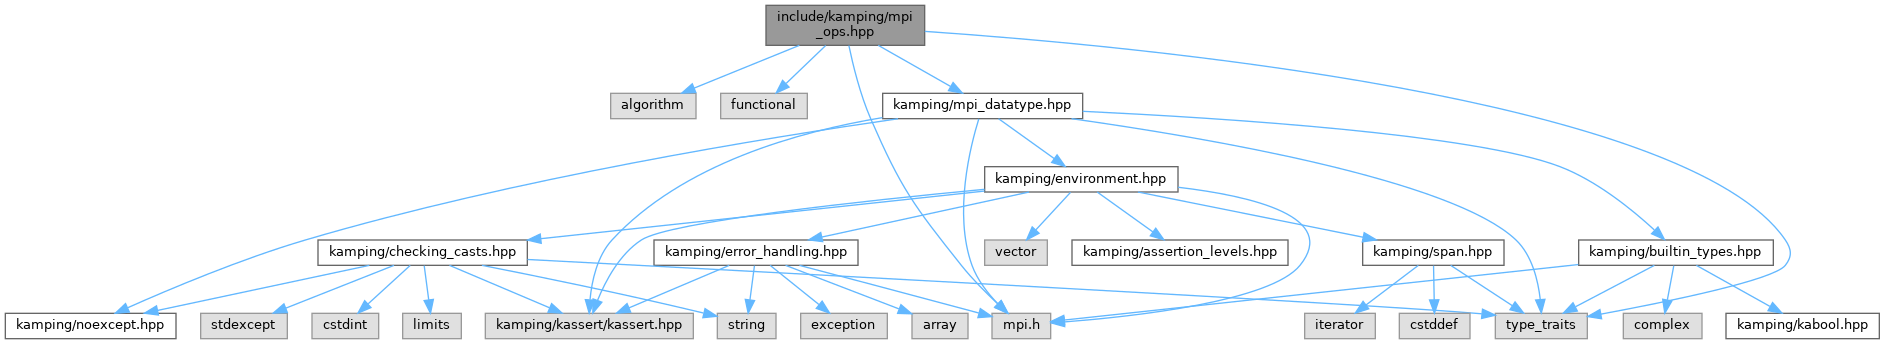 include/kamping/mpi
_ops.hpp
algorithm
functional
kamping/mpi_datatype.hpp
kamping/environment.hpp
kamping/checking_casts.hpp
kamping/error_handling.hpp
vector
kamping/assertion_levels.hpp
kamping/span.hpp
kamping/builtin_types.hpp
kamping/noexcept.hpp
stdexcept
cstdint
limits
kamping/kassert/kassert.hpp
string
exception
array
mpi.h
iterator
cstddef
type_traits
complex
kamping/kabool.hpp